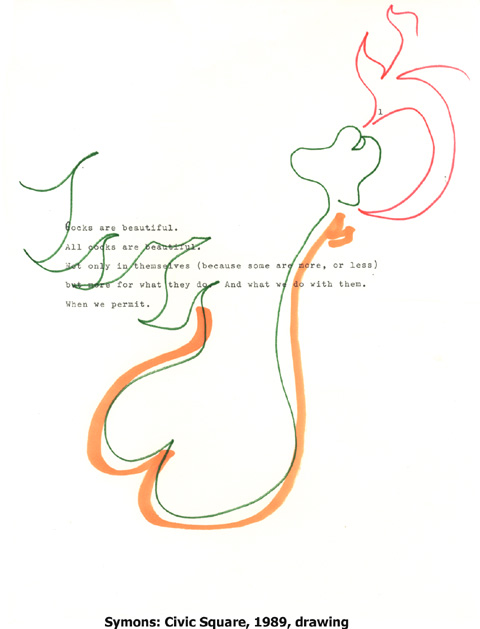 1
Cocks are beautiful.
All cocks are beautiful.
Not only in themselves (because some are more, or less)
but more for what they do. And what we do with them.
When we permit.
Symons: Civic Square, 1989, drawing